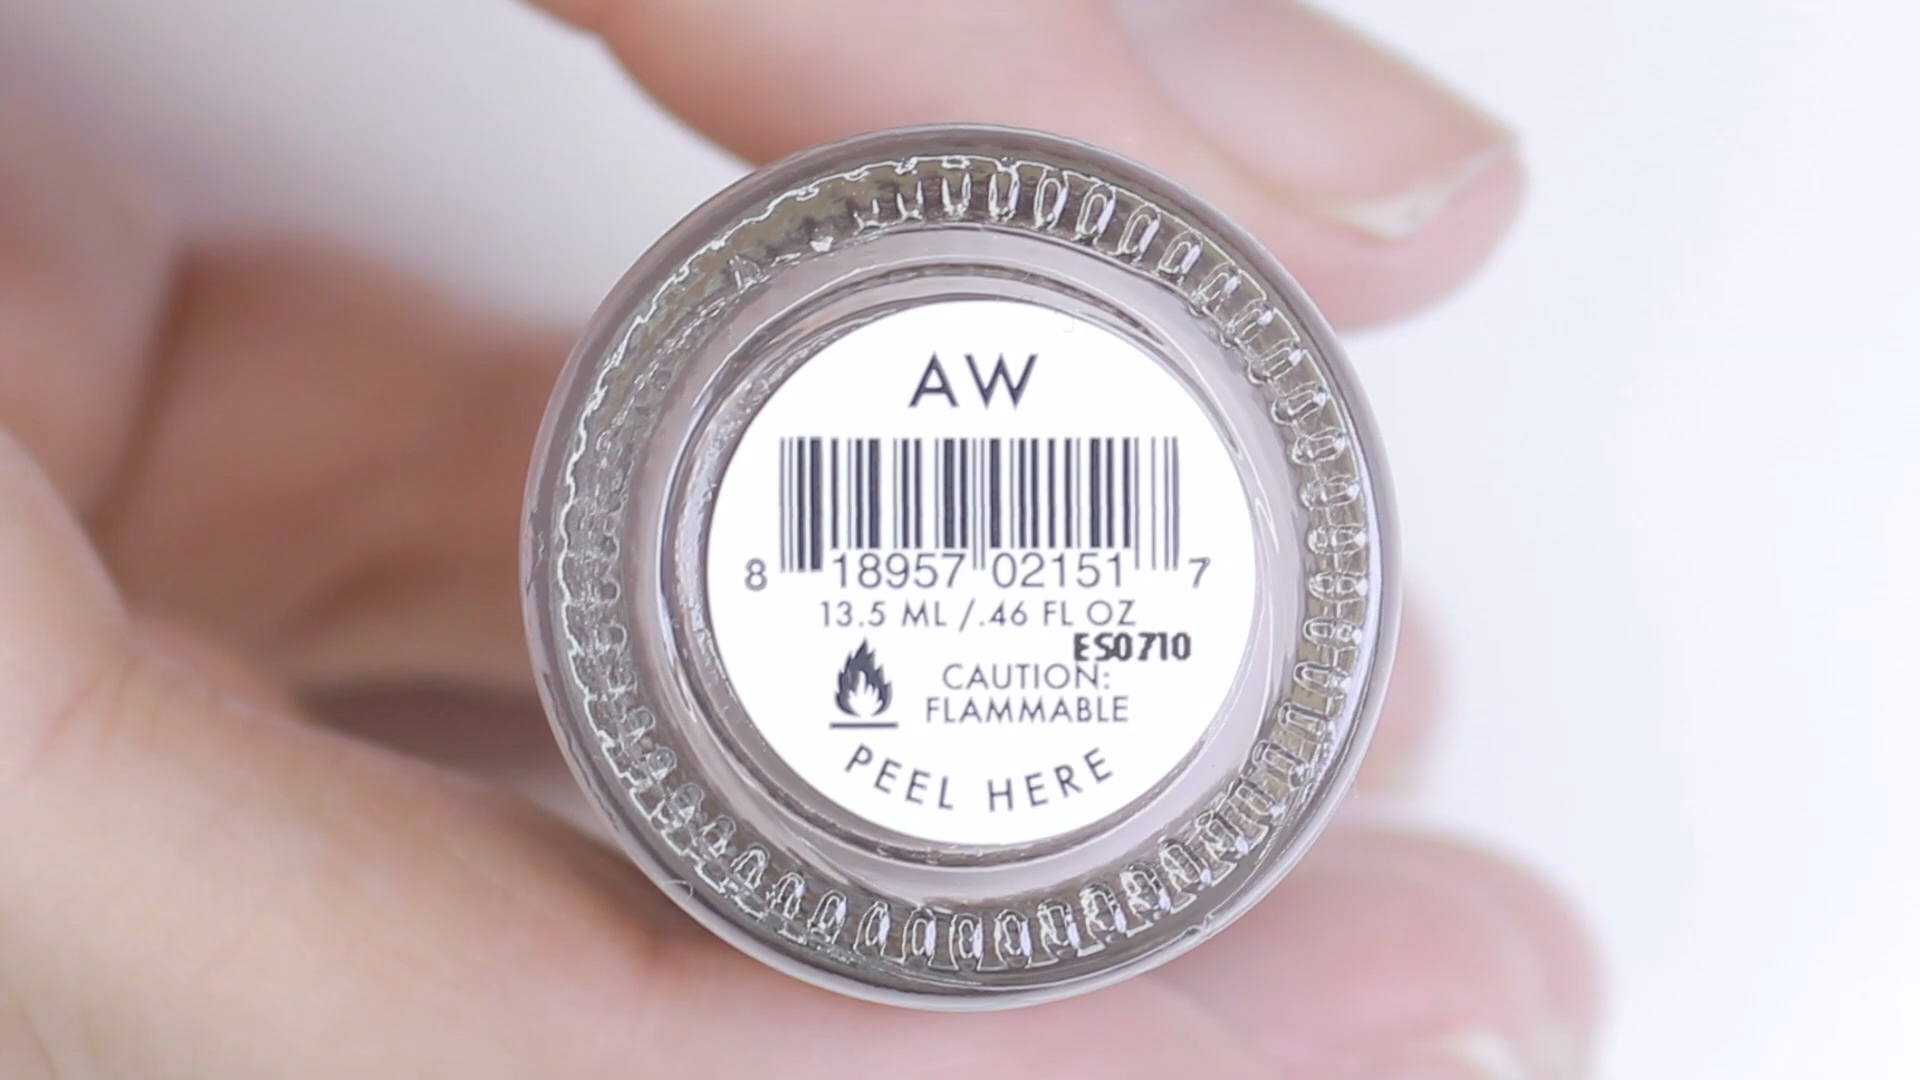 AW
8 18957 02151 7
13.5 ML /.46 FL OZ
ES0710
CAUTION:
FLAMMABLE
PEEL HERE